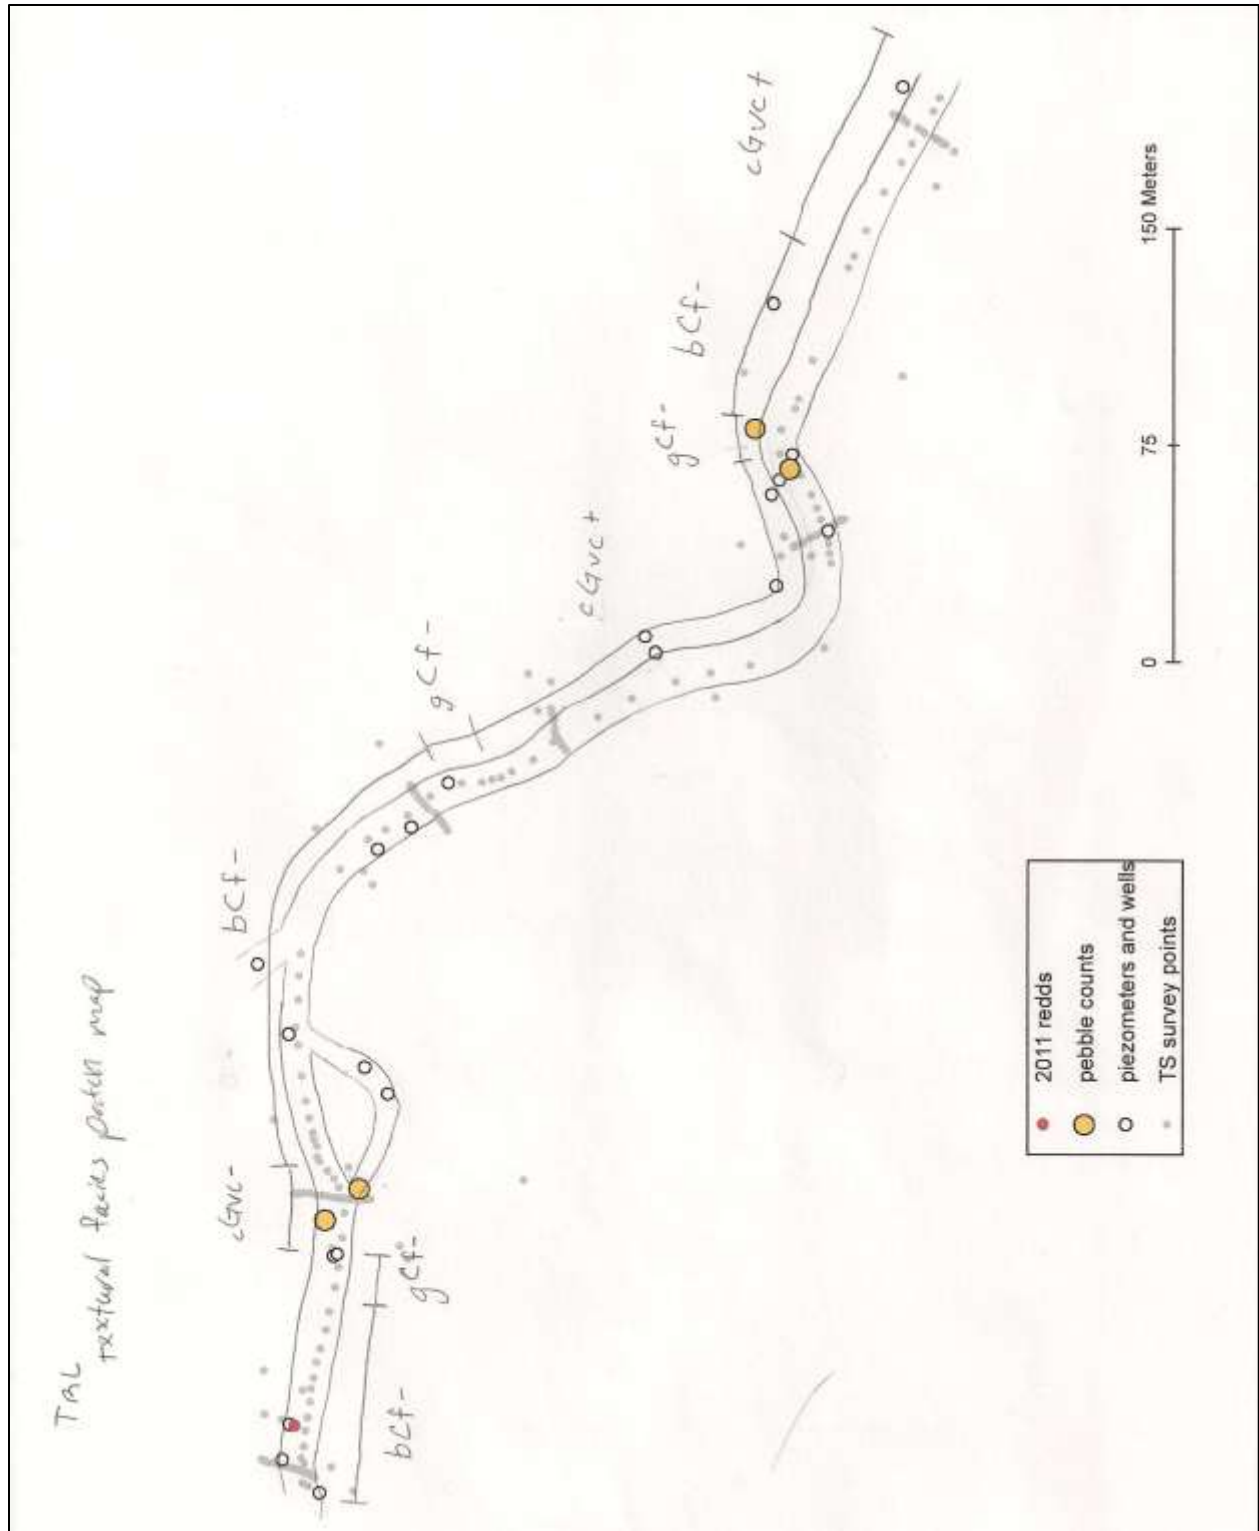 TBL
textural facies patch map
bCf-
gCf-
cGvc-
bCf-
gCf-
cGvc+
gCf-
bCf-
cGvc+
2011 redds
pebble counts
piezometers and wells
TS survey points
0 75 150 Meters